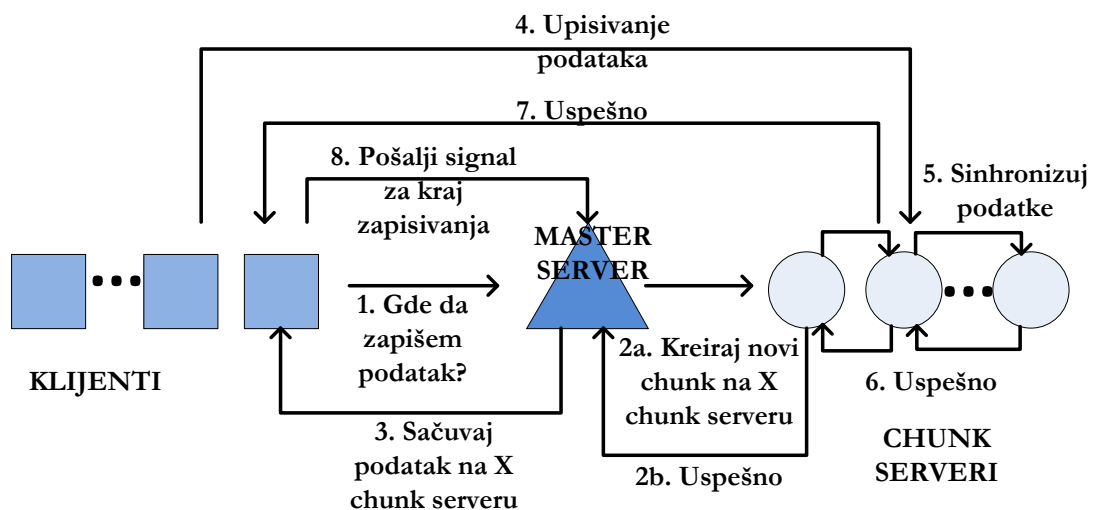 4. Upisivanje
podataka
7. Uspešno
8. Pošalji signal
za kraj
zapisivanja
5. Sinhronizuj
podatke
MASTER
SERVER
1. Gde da
zapišem
podatak?
2a. Kreiraj novi
chunk na X
chunk serveru
6. Uspešno
KLIJENTI
3. Sačuvaj
podatak na X
chunk serveru
2b. Uspešno
CHUNK
SERVERI